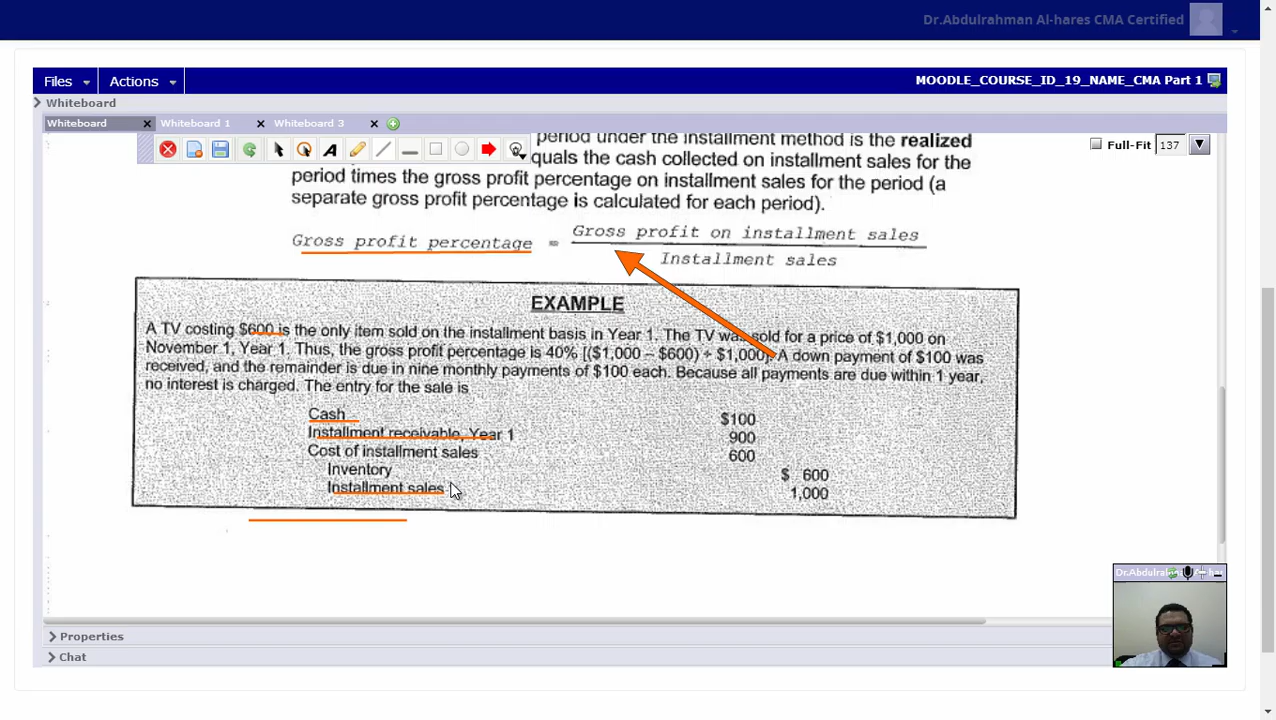 Dr.Abdulrahman Al-hares CMA Certified
Files Actions MOODLE_COURSE_ID_19_NAME_CMA Part 1
Whiteboard
Whiteboard Whiteboard 1 Whiteboard 3
period under the installment method is the realized
Full-Fit 137
quals the cash collected on installment sales for the
period times the gross profit percentage on installment sales for the period (a
separate gross profit percentage is calculated for each period).
Gross profit percentage = Gross profit on installment sales
Installment sales
EXAMPLE
A TV costing $600 is the only item sold on the installment basis in Year 1. The TV was sold for a price of $1,000 on
November 1, Year 1. Thus, the gross profit percentage is 40% [($1,000 – $600) ÷ $1,000]. A down payment of $100 was
received, and the remainder is due in nine monthly payments of $100 each. Because all payments are due within 1 year,
no interest is charged. The entry for the sale is
Cash $100
Installment receivable, Year 1 900
Cost of installment sales 600
Inventory $ 600
Installment sales 1,000
Dr.Abdulra
Properties
Chat